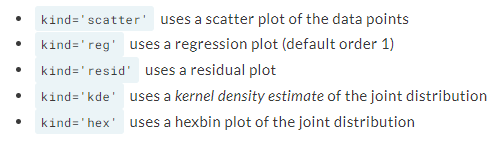 • kind='scatter' uses a scatter plot of the data points
• kind='reg' uses a regression plot (default order 1)
• kind='resid' uses a residual plot
• kind='kde' uses a kernel density estimate of the joint distribution
• kind='hex' uses a hexbin plot of the joint distribution